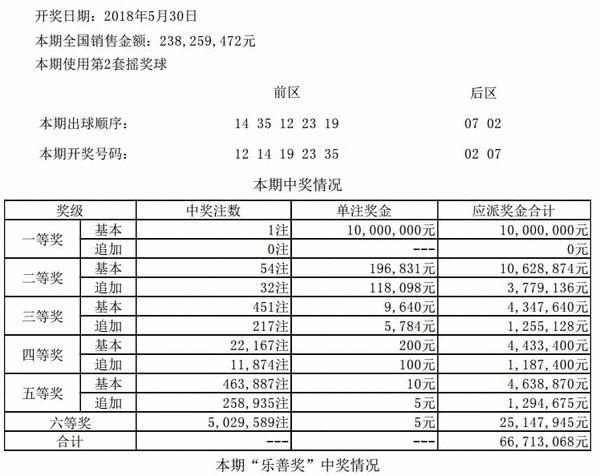 开奖日期：2018年5月30日
本期全国销售金额：238,259,472元
本期使用第2套摇奖球
前区 后区
本期出球顺序： 14 35 12 23 19 07 02
本期开奖号码： 12 14 19 23 35 02 07
本期中奖情况
奖级 中奖注数 单注奖金 应派奖金合计
一等奖 基本 1注 10,000,000元 10,000,000元
追加 0注 --- 0元
二等奖 基本 54注 196,831元 10,628,874元
追加 32注 118,098元 3,779,136元
三等奖 基本 451注 9,640元 4,347,640元
追加 217注 5,784元 1,255,128元
四等奖 基本 22,167注 200元 4,433,400元
追加 11,874注 100元 1,187,400元
五等奖 基本 463,887注 10元 4,638,870元
追加 258,935注 5元 1,294,675元
六等奖 5,029,589注 5元 25,147,945元
合计 --- --- 66,713,068元
本期“乐善奖”中奖情况